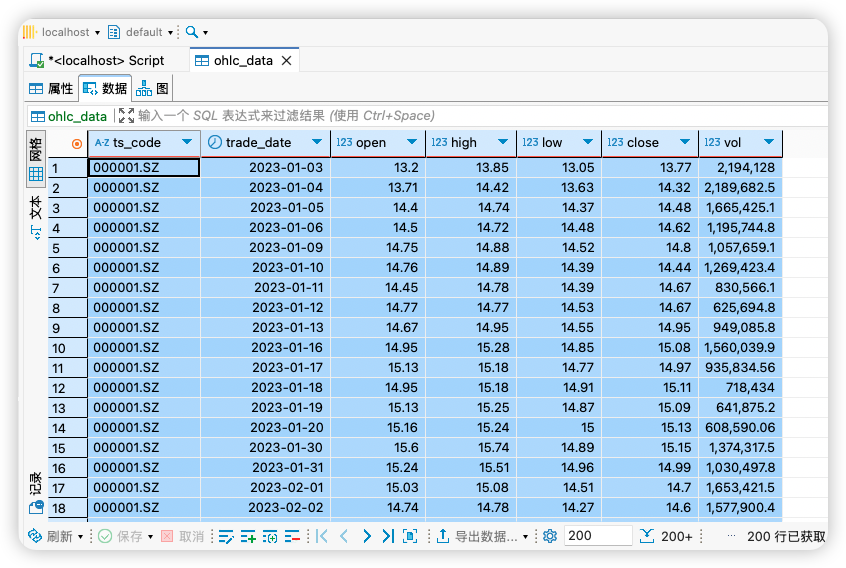 localhost default
*<localhost> Script ohlc_data
属性 数据 图
ohlc_data 输入一个 SQL 表达式来过滤结果 (使用 Ctrl+Space)
网格
文本
记录
A-Z ts_code trade_date 123 open 123 high 123 low 123 close 123 vol
1 000001.SZ 2023-01-03 13.2 13.85 13.05 13.77 2,194,128
2 000001.SZ 2023-01-04 13.71 14.42 13.63 14.32 2,189,682.5
3 000001.SZ 2023-01-05 14.4 14.74 14.37 14.48 1,665,425.1
4 000001.SZ 2023-01-06 14.5 14.72 14.48 14.62 1,195,744.8
5 000001.SZ 2023-01-09 14.75 14.88 14.52 14.8 1,057,659.1
6 000001.SZ 2023-01-10 14.76 14.89 14.39 14.44 1,269,423.4
7 000001.SZ 2023-01-11 14.45 14.78 14.39 14.67 830,566.1
8 000001.SZ 2023-01-12 14.77 14.77 14.53 14.67 625,694.8
9 000001.SZ 2023-01-13 14.67 14.95 14.55 14.95 949,085.8
10 000001.SZ 2023-01-16 14.95 15.28 14.85 15.08 1,560,039.9
11 000001.SZ 2023-01-17 15.13 15.18 14.77 14.97 935,834.56
12 000001.SZ 2023-01-18 14.95 15.18 14.91 15.11 718,434
13 000001.SZ 2023-01-19 15.13 15.25 14.87 15.09 641,875.2
14 000001.SZ 2023-01-20 15.16 15.24 15 15.13 608,590.06
15 000001.SZ 2023-01-30 15.6 15.74 14.89 15.15 1,374,317.5
16 000001.SZ 2023-01-31 15.24 15.51 14.96 14.99 1,030,497.8
17 000001.SZ 2023-02-01 15.03 15.08 14.51 14.7 1,653,421.5
18 000001.SZ 2023-02-02 14.74 14.78 14.27 14.6 1,577,900.4
刷新 保存 取消 导出数据... 200 200+ ... 200 行已获取